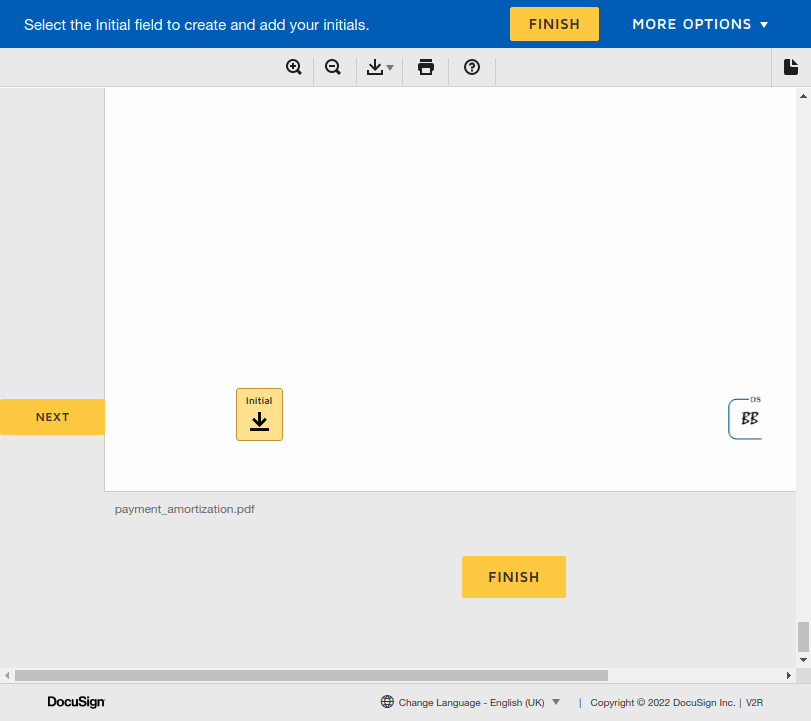 Select the Initial field to create and add your initials.
FINISH
MORE OPTIONS
Initial
NEXT
DS
BB
payment_amortization.pdf
FINISH
DocuSign
Change Language - English (UK)
| Copyright © 2022 DocuSign Inc. | V2R